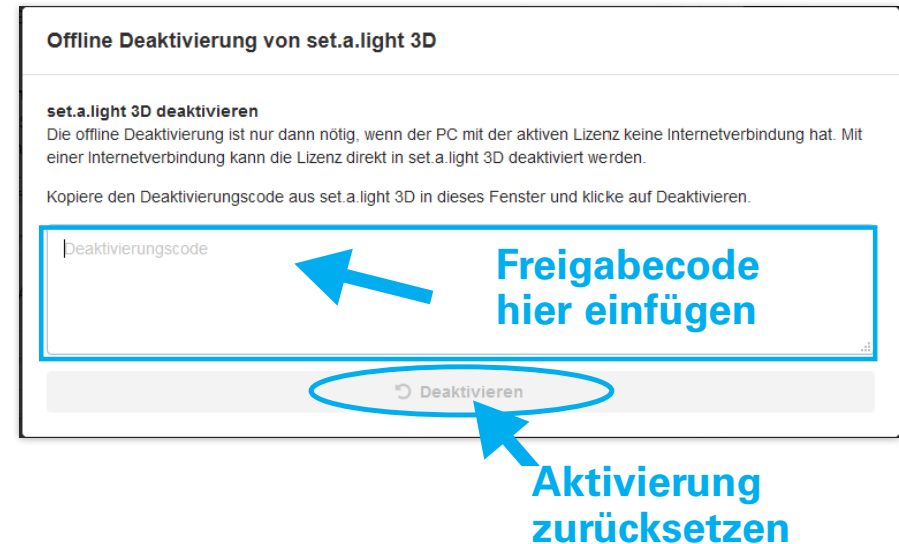 Offline Deaktivierung von set.a.light 3D
set.a.light 3D deaktivieren
Die offline Deaktivierung ist nur dann nötig, wenn der PC mit der aktiven Lizenz keine Internetverbindung hat. Mit
einer Internetverbindung kann die Lizenz direkt in set.a.light 3D deaktiviert werden.
Kopiere den Deaktivierungscode aus set.a.light 3D in dieses Fenster und klicke auf Deaktivieren.
Deaktivierungscode
Freigabecode
hier einfügen
Deaktivieren
Aktivierung
zurücksetzen